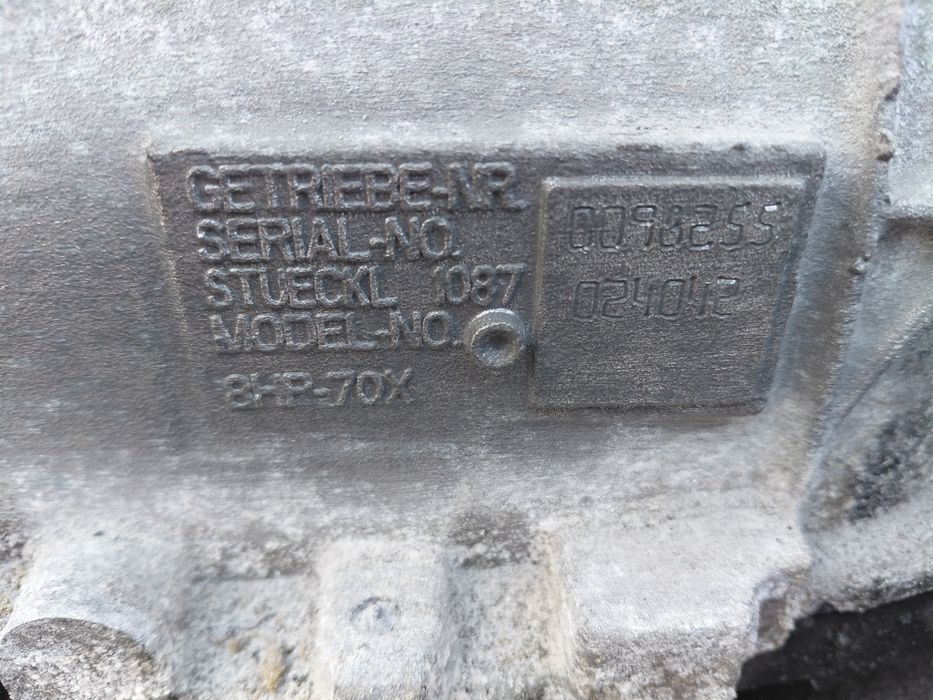 GETRIEBE-NR.
SERIAL-NO.
STUECKL 1087
MODEL-NO.
8HP-70X
0098255
024042